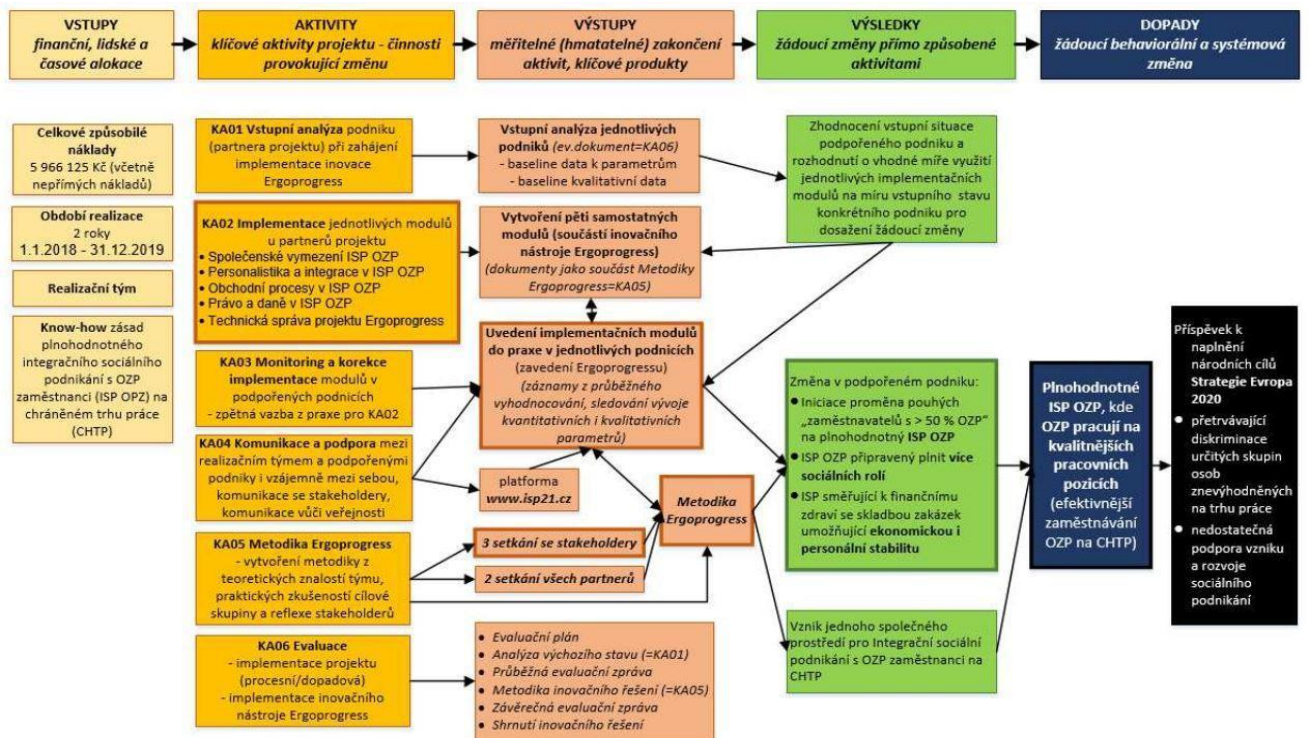 VSTUPY
finanční, lidské a
časové alokace
AKTIVITY
klíčové aktivity projektu - činnosti
provokující změnu
VÝSTUPY
měřitelné (hmatatelné) zakončení
aktivit, klíčové produkty
VÝSLEDKY
žádoucí změny přímo způsobené
aktivitami
DOPADY
žádoucí behaviorální a systémová
změna
Celkové způsobilé
náklady
5 966 125 Kč (včetně
nepřímých nákladů)
Období realizace
2 roky
1.1.2018 - 31.12.2019
Realizační tým
Know-how zásad
plnohodnotného
integračního sociálního
podnikání s OZP
zaměstnanci (ISP OPZ) na
chráněném trhu práce
(CHTP)
KA01 Vstupní analýza podniku
(partnera projektu) při zahájení
implementace inovace
Ergoprogress
KA02 Implementace jednotlivých modulů
u partnerů projektu
• Společenské vymezení ISP OZP
• Personalistika a integrace v ISP OZP
• Obchodní procesy v ISP OZP
• Právo a daně v ISP OZP
• Technická správa projektu Ergoprogress
KA03 Monitoring a korekce
implementace modulů v
podpořených podnicích
- zpětná vazba z praxe pro KA02
KA04 Komunikace a podpora mezi
realizačním týmem a podpořenými
podniky i vzájemně mezi sebou,
komunikace se stakeholdery,
komunikace vůči veřejnosti
KA05 Metodika Ergoprogress
- vytvoření metodiky z
teoretických znalostí týmu,
praktických zkušeností cílové
skupiny a reflexe stakeholderů
KA06 Evaluace
- implementace projektu
(procesní/dopadová)
- implementace inovačního
nástroje Ergoprogress
Vstupní analýza jednotlivých
podniků (ev.dokument=KA06)
- baseline data k parametrům
- baseline kvalitativní data
Vytvoření pěti samostatných
modulů (součástí inovačního
nástroje Ergoprogress)
(dokumenty jako součást Metodiky
Ergoprogress=KA05)
Uvedení implementačních modulů
do praxe v jednotlivých podnicích
(zavedení Ergoprogressu)
(záznamy z průběžného
vyhodnocování, sledování vývoje
kvantitativních i kvalitativních
parametrů)
platforma
www.isp21.cz
Metodika
Ergoprogress
3 setkání se stakeholdery
2 setkání všech partnerů
• Evaluační plán
• Analýza výchozího stavu (=KA01)
• Průběžná evaluační zpráva
• Metodika inovačního řešení (=KA05)
• Závěrečná evaluační zpráva
• Shrnutí inovačního řešení
Zhodnocení vstupní situace
podpořeného podniku a
rozhodnutí o vhodné míře využití
jednotlivých implementačních
modulů na míru vstupního stavu
konkrétního podniku pro
dosažení žádoucí změny
Změna v podpořeném podniku:
• Iniciace proměna pouhých
„zaměstnavatelů s > 50 % OZP“
na plnohodnotný ISP OZP
• ISP OZP připravený plnit více
sociálních rolí
• ISP směřující k finančnímu
zdraví se skladbou zakázek
umožňující ekonomickou i
personální stabilitu
Vznik jednoho společného
prostředí pro Integrační sociální
podnikání s OZP zaměstnanci na
CHTP
Plnohodnotné
ISP OZP, kde
OZP pracují na
kvalitnějších
pracovních
pozicích
(efektivnější
zaměstnávání
OZP na CHTP)
Příspěvek k
naplnění
národních cílů
Strategie Evropa
2020
• přetrvávající
diskriminace
určitých skupin
osob
znevýhodněných
na trhu práce
• nedostatečná
podpora vzniku
a rozvoje
sociálního
podnikání